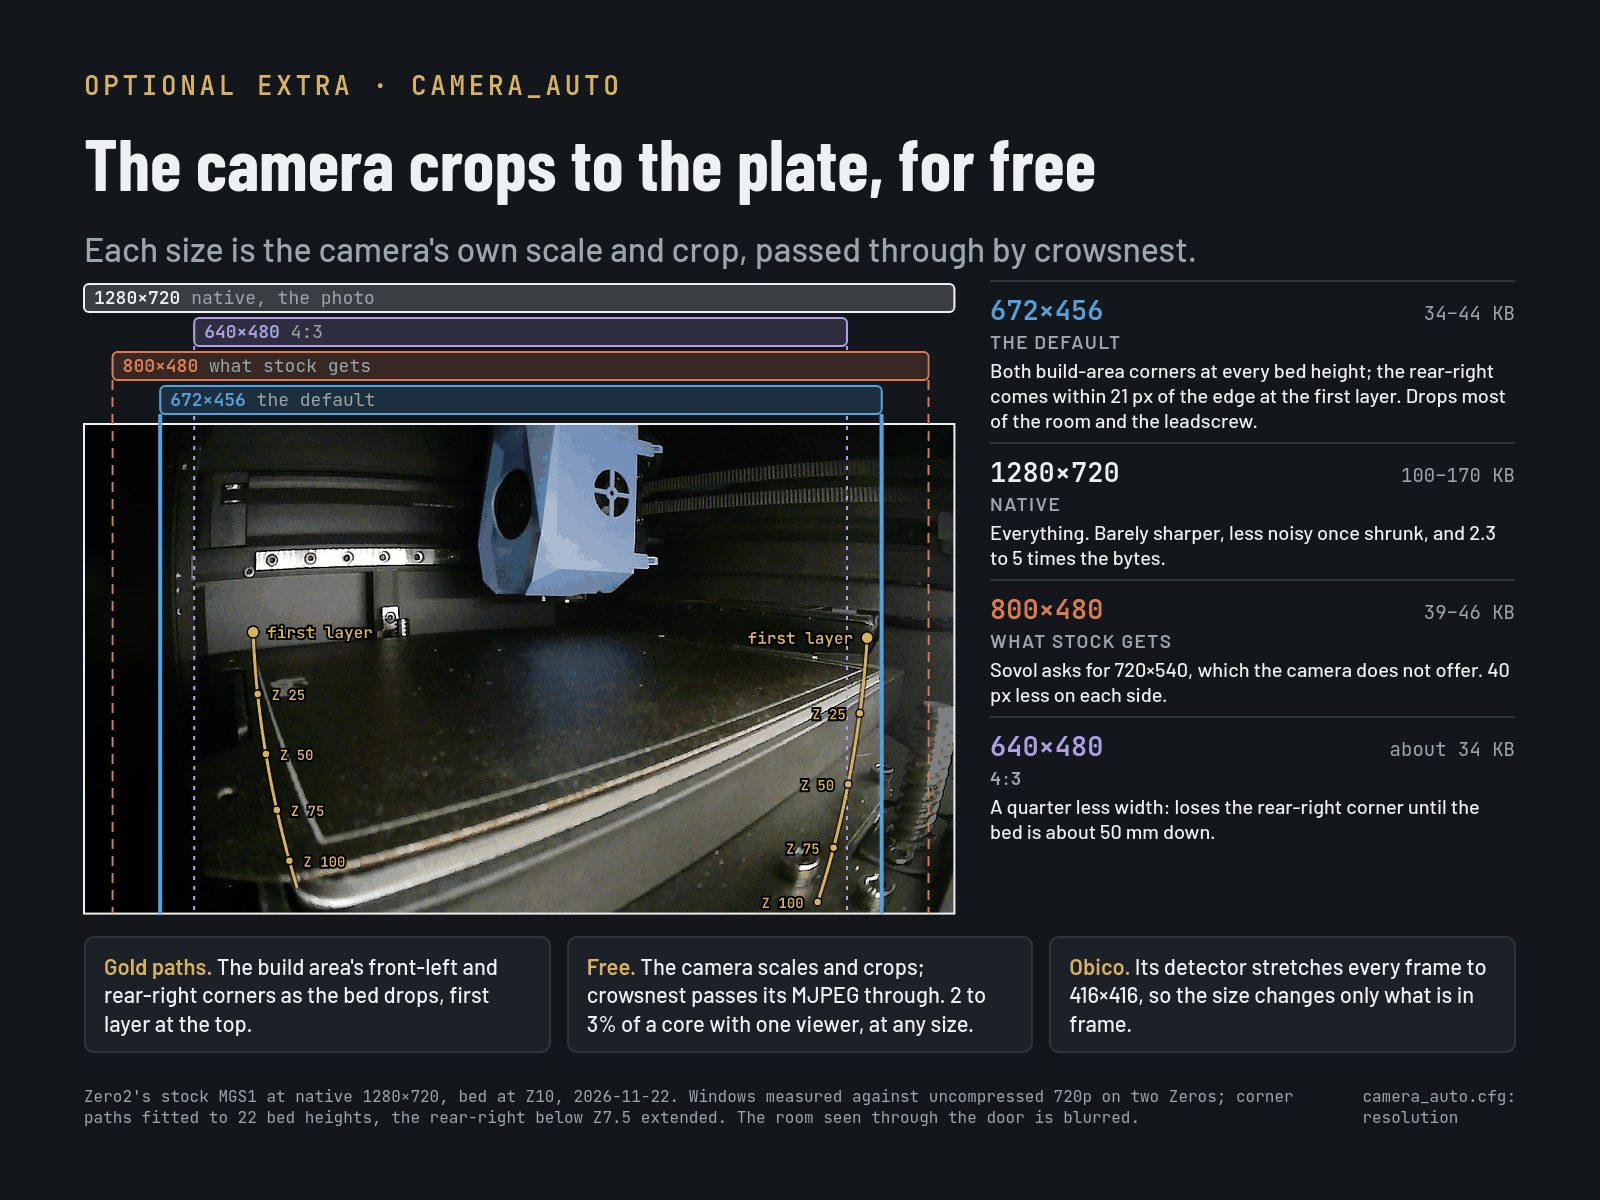 OPTIONAL EXTRA · CAMERA_AUTO
The camera crops to the plate, for free
Each size is the camera's own scale and crop, passed through by crowsnest.
1280×720 native, the photo
640×480 4:3
800×480 what stock gets
672×456 the default
first layer
Z 25
Z 50
Z 75
Z 100
first layer
Z 25
Z 50
Z 75
Z 100
672×456 34–44 KB
THE DEFAULT
Both build-area corners at every bed height; the rear-right
comes within 21 px of the edge at the first layer. Drops most
of the room and the leadscrew.
1280×720 100–170 KB
NATIVE
Everything. Barely sharper, less noisy once shrunk, and 2.3
to 5 times the bytes.
800×480 39–46 KB
WHAT STOCK GETS
Sovol asks for 720×540, which the camera does not offer. 40
px less on each side.
640×480 about 34 KB
4:3
A quarter less width: loses the rear-right corner until the
bed is about 50 mm down.
Gold paths. The build area's front-left and
rear-right corners as the bed drops, first
layer at the top.
Free. The camera scales and crops;
crowsnest passes its MJPEG through. 2 to
3% of a core with one viewer, at any size.
Obico. Its detector stretches every frame to
416×416, so the size changes only what is in
frame.
Zero2's stock MGS1 at native 1280×720, bed at Z10, 2026-11-22. Windows measured against uncompressed 720p on two Zeros; corner
paths fitted to 22 bed heights, the rear-right below Z7.5 extended. The room seen through the door is blurred.
camera_auto.cfg:
resolution